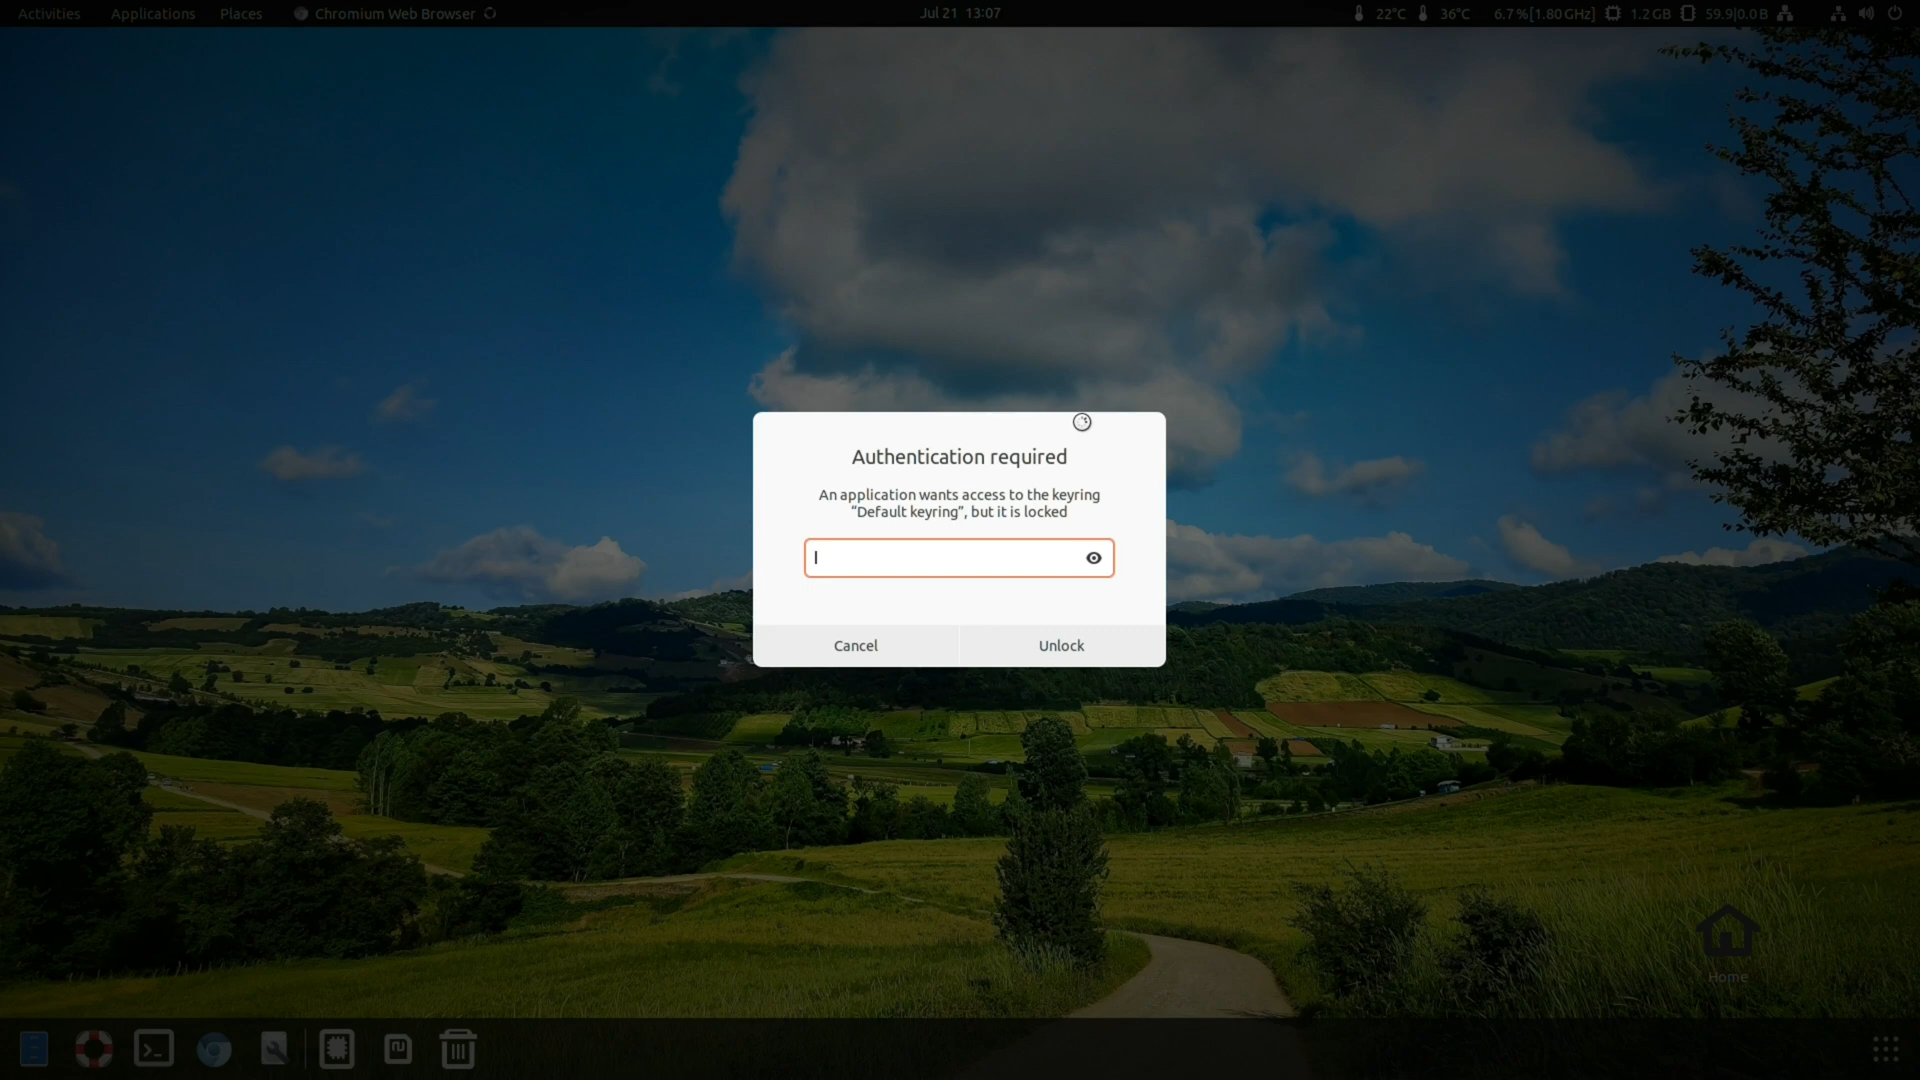 Activities Applications Places Chromium Web Browser Jul 21 13:07 22°C 36°C 6.7%[1.80GHz] 1.2GB 59.9|0.0B
Authentication required
An application wants access to the keyring
“Default keyring”, but it is locked
Cancel Unlock
Home